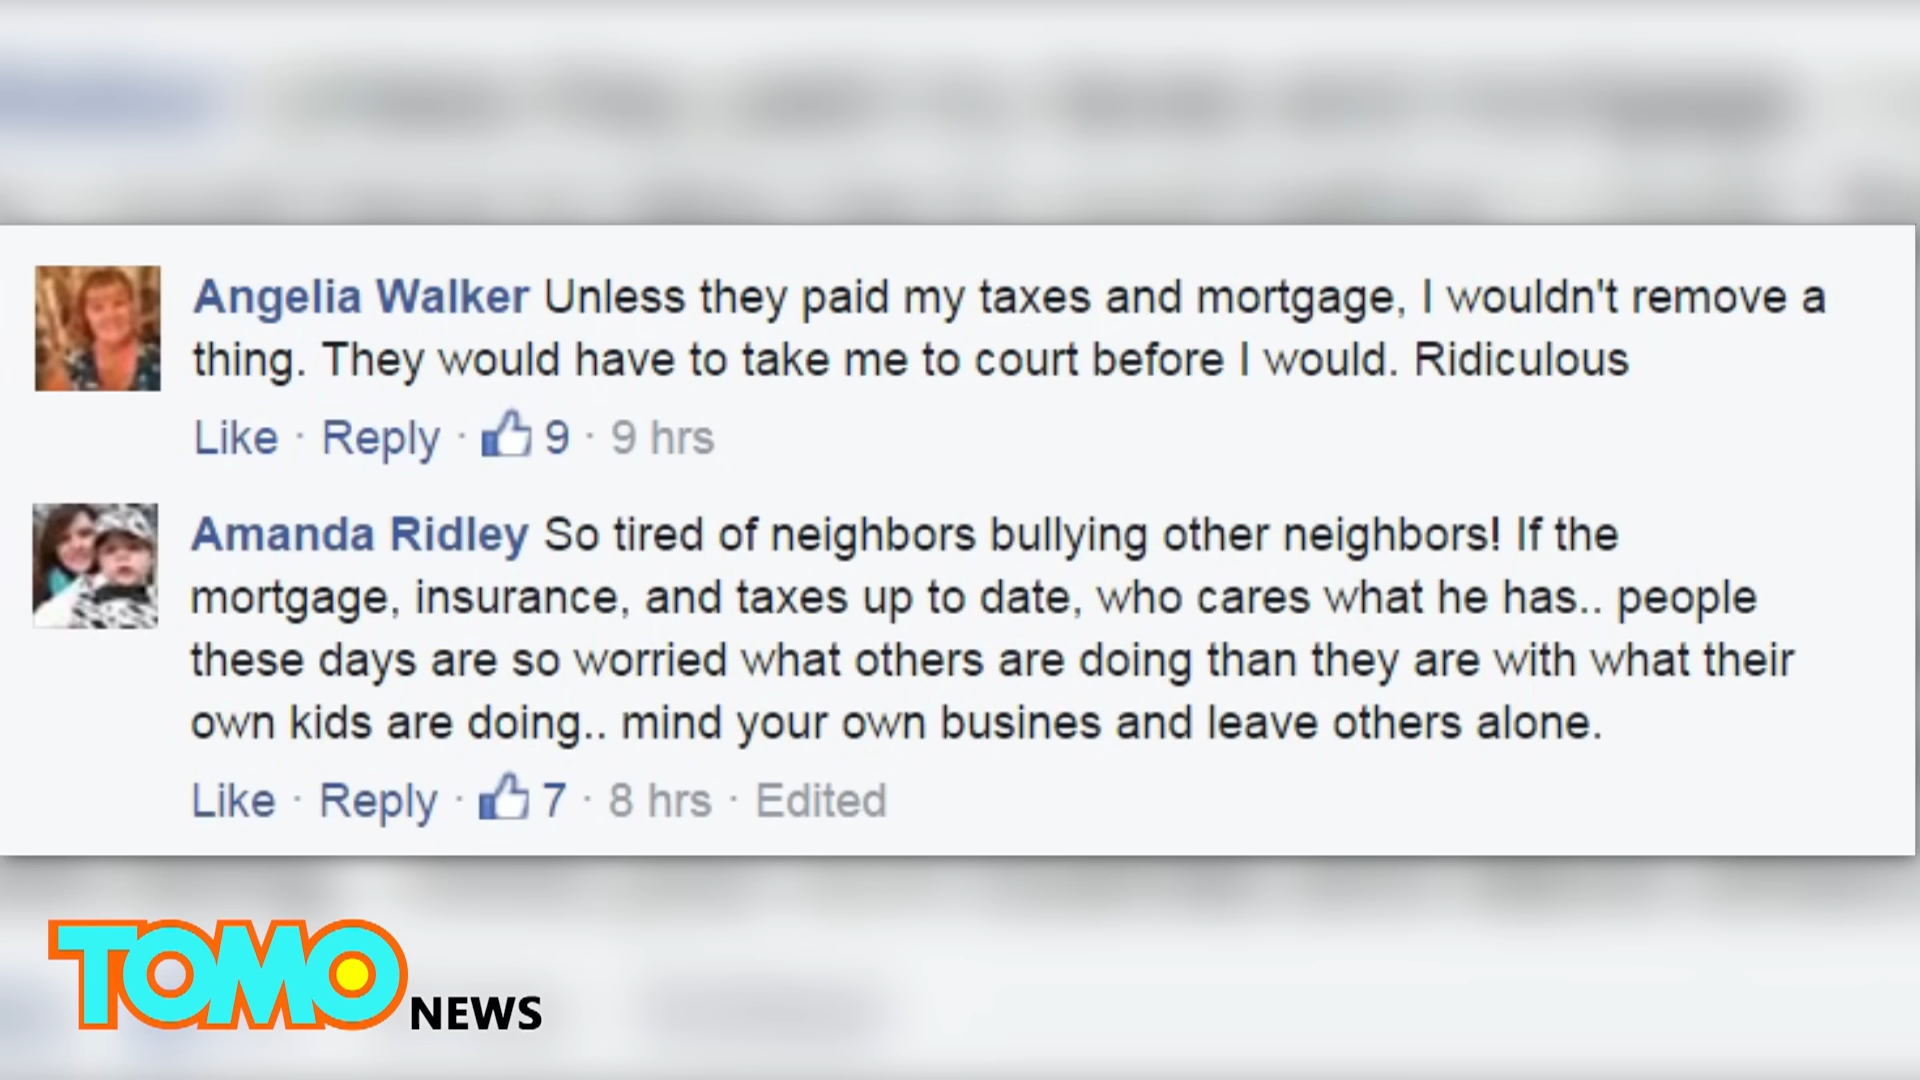 Angelia Walker Unless they paid my taxes and mortgage, I wouldn't remove a
thing. They would have to take me to court before I would. Ridiculous
Like · Reply · 9 · 9 hrs
Amanda Ridley So tired of neighbors bullying other neighbors! If the
mortgage, insurance, and taxes up to date, who cares what he has.. people
these days are so worried what others are doing than they are with what their
own kids are doing.. mind your own busines and leave others alone.
Like · Reply · 7 · 8 hrs · Edited
TOMO NEWS